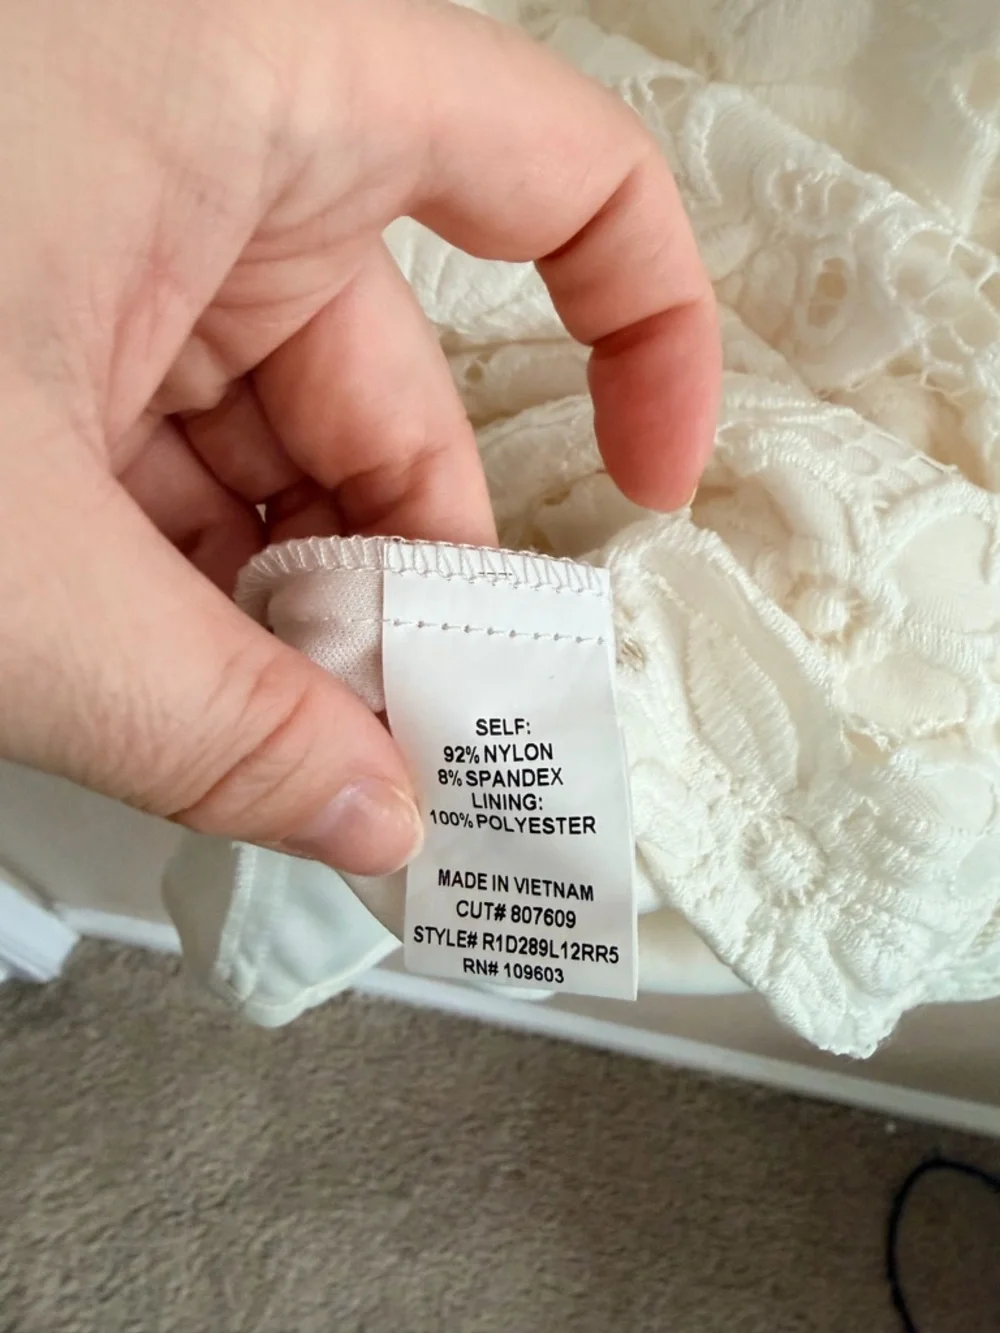 SELF:
92% NYLON
8% SPANDEX
LINING:
100% POLYESTER
MADE IN VIETNAM
CUT# 807609
STYLE# R1D289L12RR5
RN# 109603